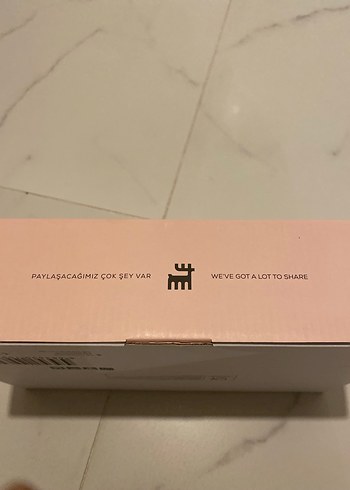 PAYLAŞACAĞIMIZ ÇOK ŞEY VAR
WE'VE GOT A LOT TO SHARE